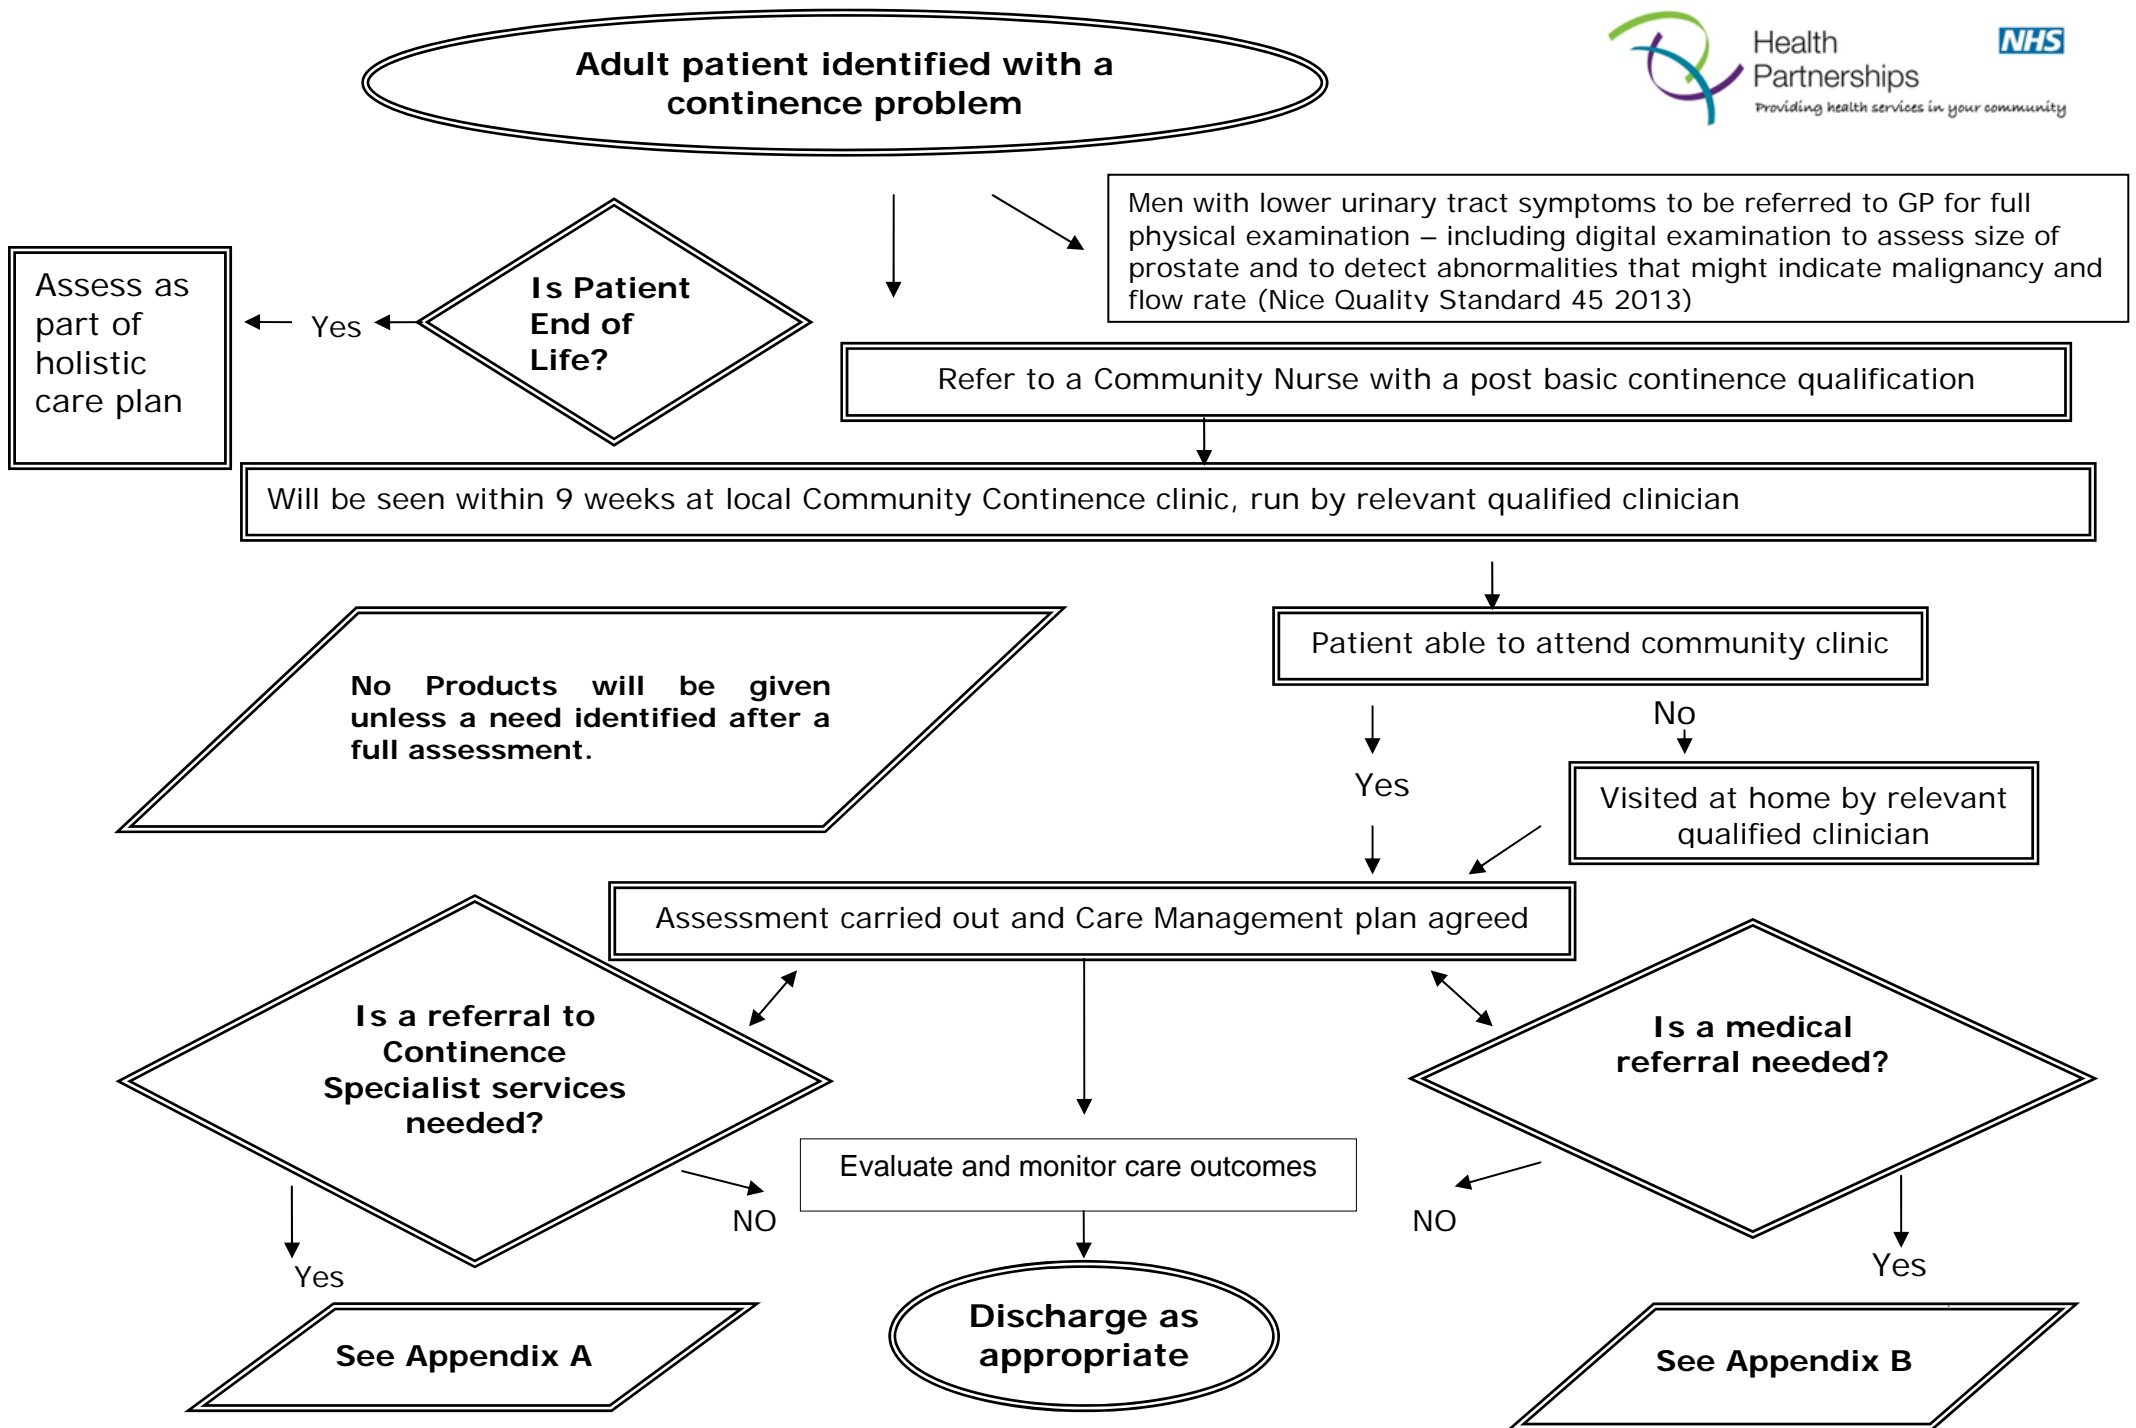 Adult patient identified with a
continence problem
Health
Partnerships
Providing health services in your community
NHS
Men with lower urinary tract symptoms to be referred to GP for full
physical examination – including digital examination to assess size of
prostate and to detect abnormalities that might indicate malignancy and
flow rate (Nice Quality Standard 45 2013)
Assess as
part of
holistic
care plan
Yes
Is Patient
End of
Life?
Refer to a Community Nurse with a post basic continence qualification
Will be seen within 9 weeks at local Community Continence clinic, run by relevant qualified clinician
No Products will be given
unless a need identified after a
full assessment.
Patient able to attend community clinic
No
Yes
Visited at home by relevant
qualified clinician
Assessment carried out and Care Management plan agreed
Is a referral to
Continence
Specialist services
needed?
Is a medical
referral needed?
Evaluate and monitor care outcomes
NO
NO
Yes
Yes
See Appendix A
Discharge as
appropriate
See Appendix B